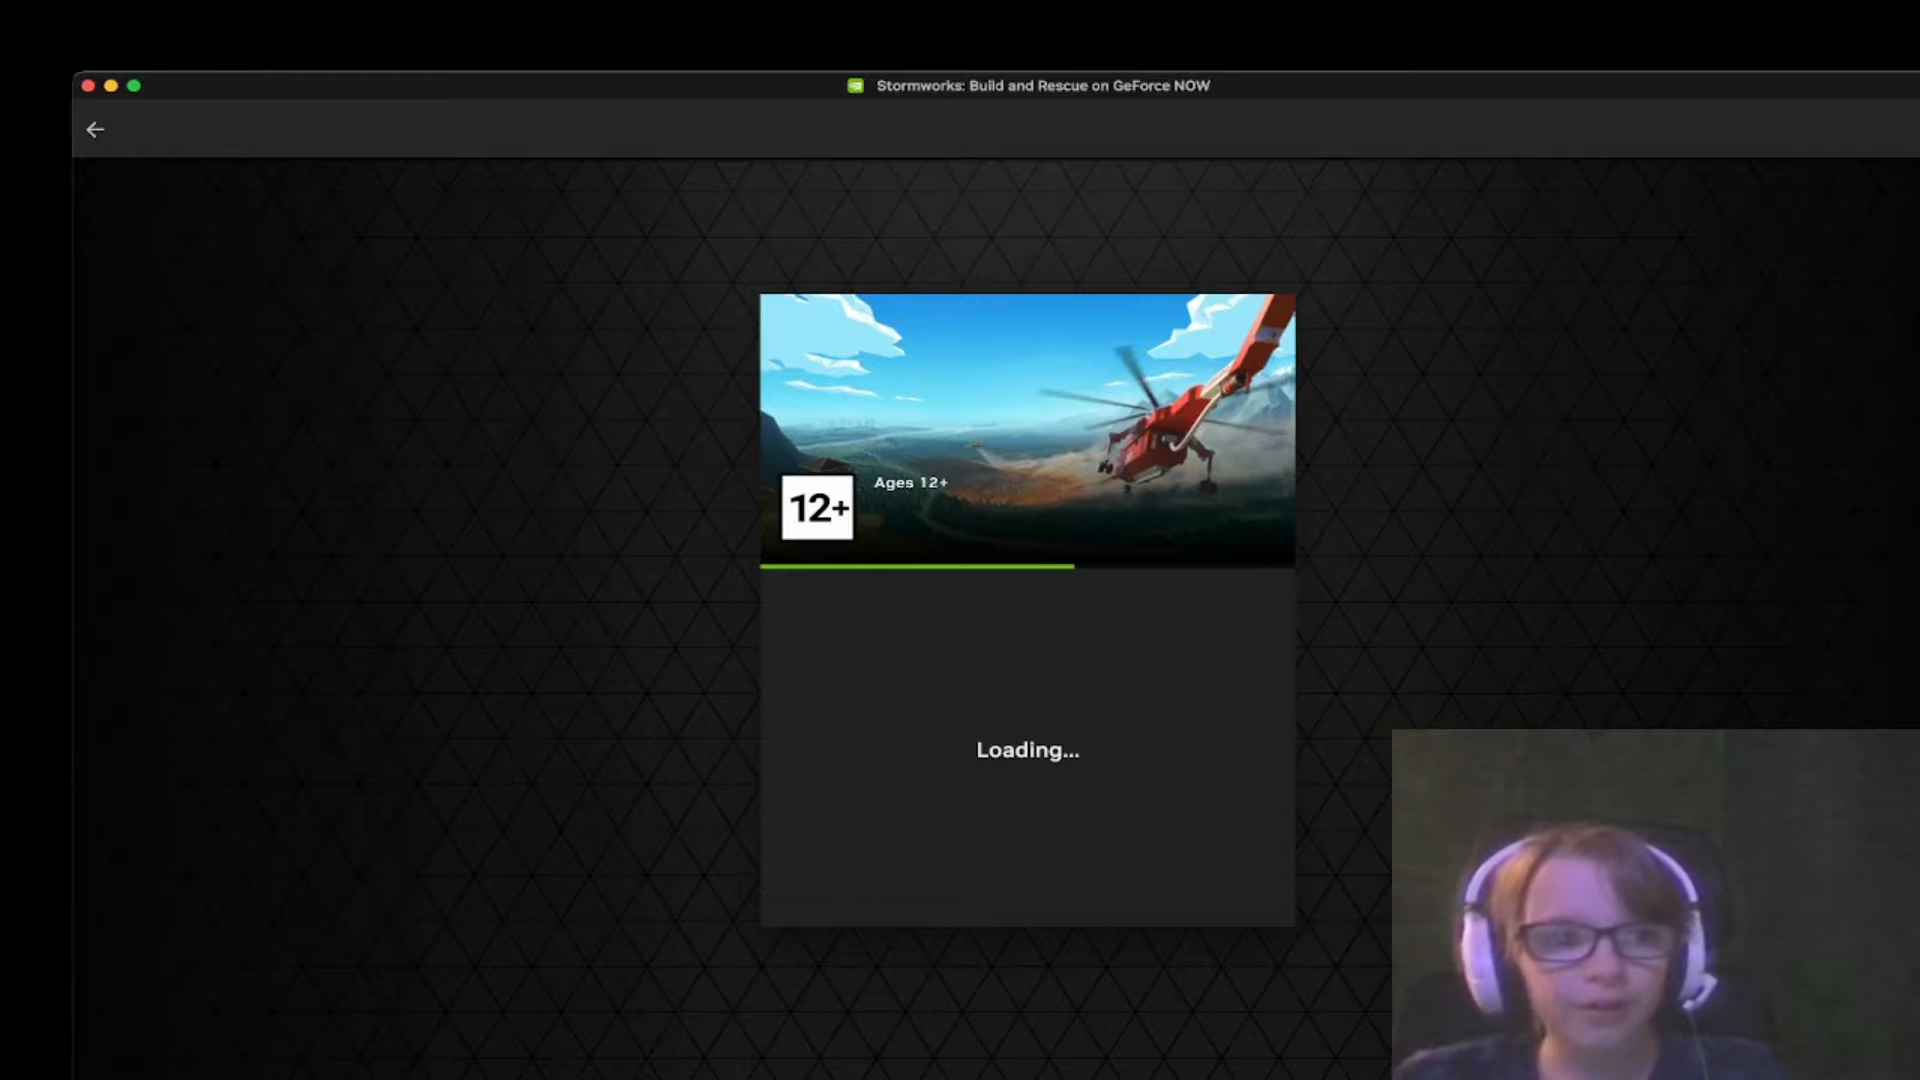 Stormworks: Build and Rescue on GeForce NOW
12+
Ages 12+
Loading...